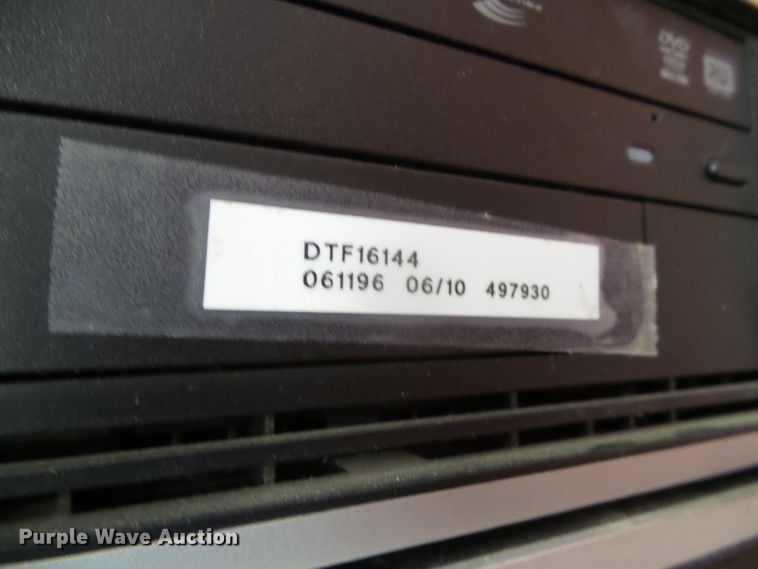 DVD
DTF16144
061196 06/10 497930
Purple Wave Auction